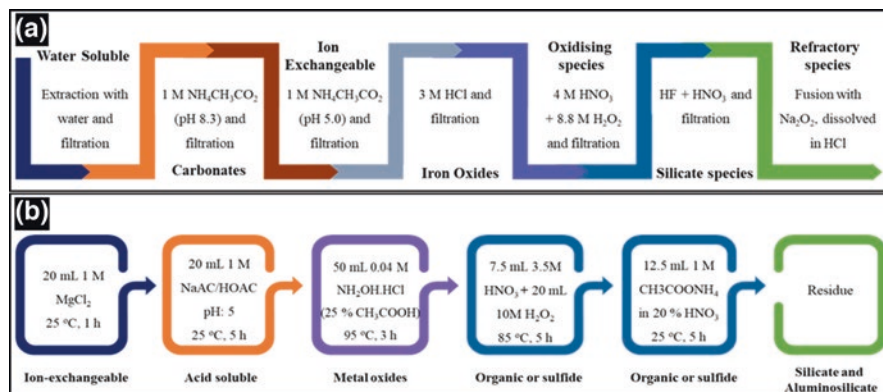 (a)
Water Soluble
Extraction with
water and
filtration
1 M NH₄CH₃CO₂
(pH 8.3) and
filtration
Carbonates
Ion
Exchangeable
1 M NH₄CH₃CO₂
(pH 5.0) and
filtration
3 M HCl and
filtration
Iron Oxides
Oxidising
species
4 M HNO₃
+ 8.8 M H₂O₂
and filtration
HF + HNO₃ and
filtration
Silicate species
Refractory
species
Fusion with
Na₂O₂, dissolved
in HCl
(b)
20 mL 1 M
MgCl₂
25 °C, 1 h
Ion-exchangeable
20 mL 1 M
NaAC/HOAC
pH: 5
25 °C, 5 h
Acid soluble
50 mL 0.04 M
NH₂OH.HCl
(25 % CH₃COOH)
95 °C, 3 h
Metal oxides
7.5 mL 3.5M
HNO₃ + 20 mL
10M H₂O₂
85 °C, 5 h
Organic or sulfide
12.5 mL 1 M
CH3COONH₄
in 20 % HNO₃
25 °C, 5 h
Organic or sulfide
Residue
Silicate and
Aluminosilicate